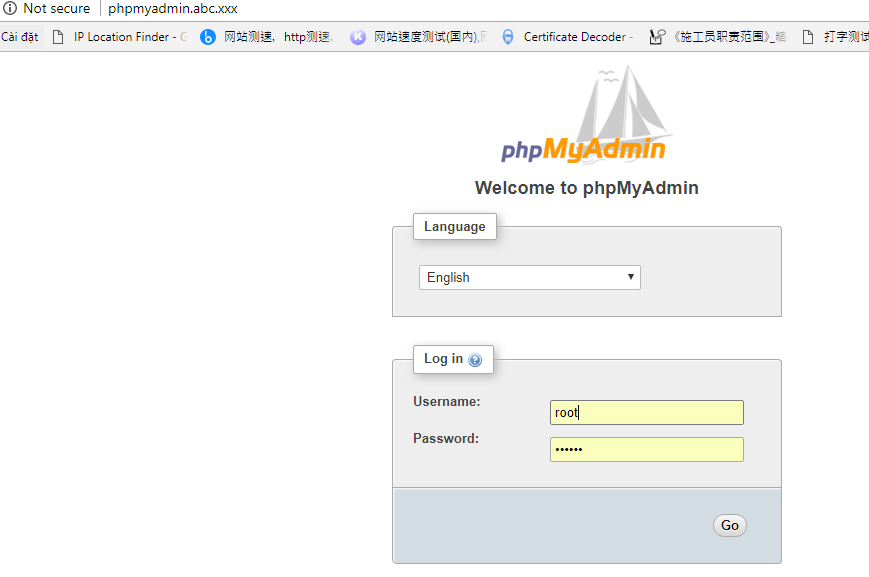 Not secure phpmyadmin.abc.xxx
Cài đặt IP Location Finder - 网站测速，http测速, 网站速度测试(国内), Certificate Decoder - 《施工员职责范围》_ 打字测试
phpMyAdmin
Welcome to phpMyAdmin
Language
English
Log in
Username:
root
Password:
••••••
Go